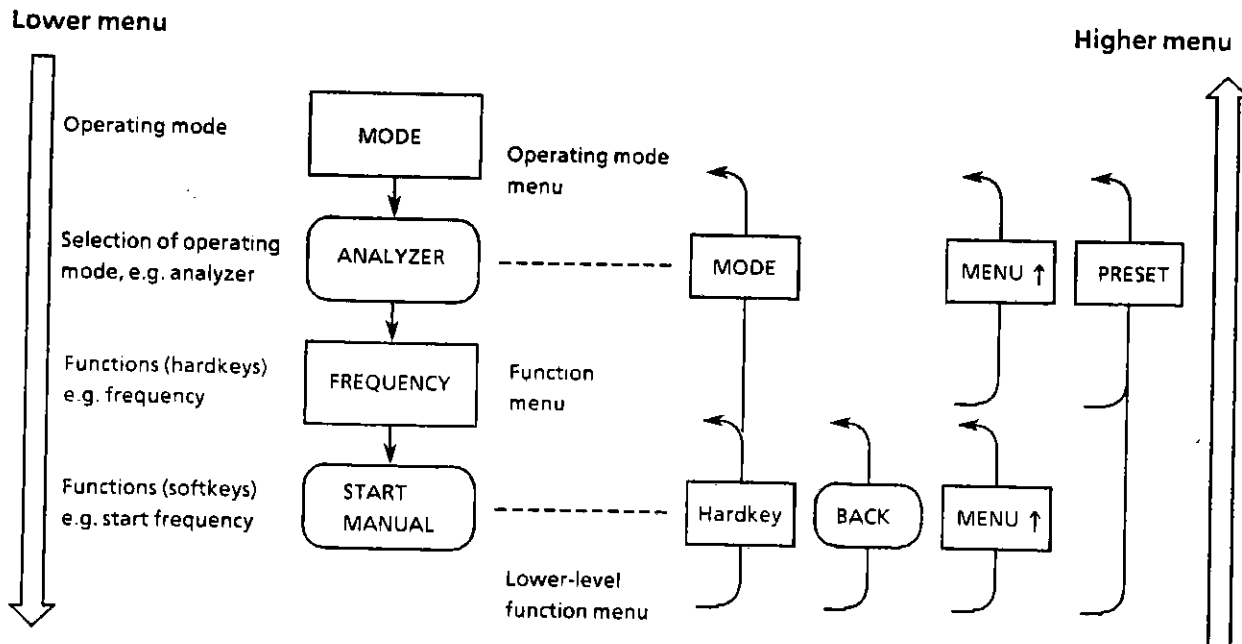 Lower menu
Higher menu
Operating mode
MODE
Operating mode
menu
Selection of operating
mode, e.g. analyzer
ANALYZER
MODE
MENU ↑
PRESET
Functions (hardkeys)
e.g. frequency
FREQUENCY
Function
menu
Functions (softkeys)
e.g. start frequency
START
MANUAL
Hardkey
BACK
MENU ↑
Lower-level
function menu